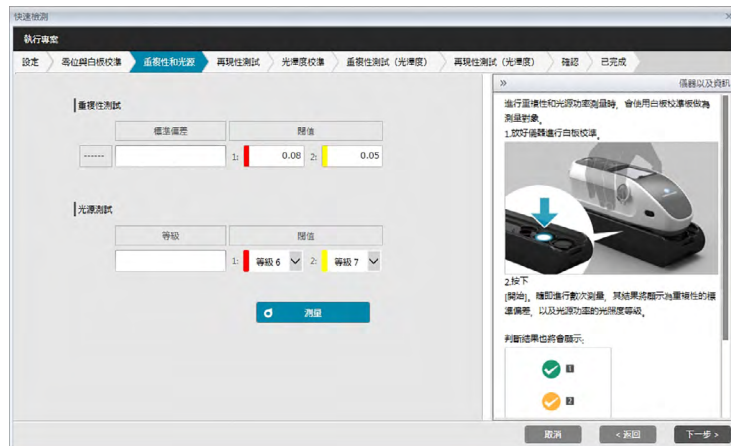 快速檢測
執行專案
設定 零位與白板校準 重複性和光源 再現性測試 光澤度校準 重複性測試（光澤度） 再現性測試（光澤度） 確認 已完成
» 儀器以及資訊
重複性測試
標準偏差 閾值
------ 1: 0.08 2: 0.05
光源測試
等級 閾值
1: 等級 6 2: 等級 7
測量
進行重複性和光源功率測量時，會使用白板校準板做為
測量對象。
1.放好儀器進行白板校準。
2.按下
[開始]。隨即進行數次測量，其結果將顯示為重複性的標
準偏差，以及光源功率的光照度等級。
判斷結果也將會顯示：
1
2
取消 < 返回 下一步 >